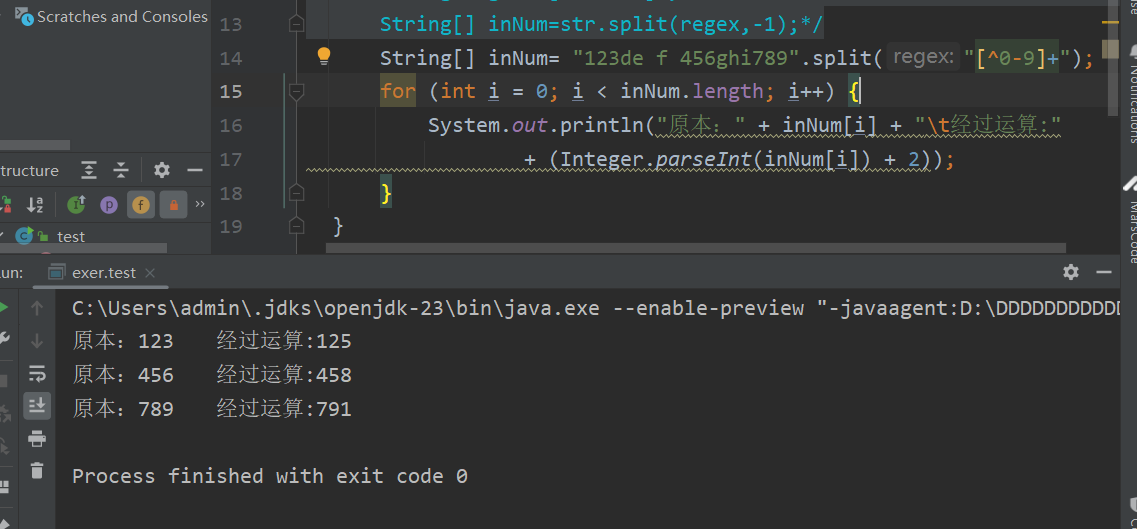 Scratches and Consoles
13 String[] inNum=str.split(regex,-1);*/
14 String[] inNum= "123de f 456ghi789".split( regex: "[^0-9]+");
15 for (int i = 0; i < inNum.length; i++) {
16 System.out.println("原本：" + inNum[i] + "\t经过运算:"
17 + (Integer.parseInt(inNum[i]) + 2));
18 }
19 }
tructure
test
Notifications
MarsCode
un: exer.test
C:\Users\admin\.jdks\openjdk-23\bin\java.exe --enable-preview "-javaagent:D:\DDDDDDDDDDD
原本：123 经过运算:125
原本：456 经过运算:458
原本：789 经过运算:791
Process finished with exit code 0